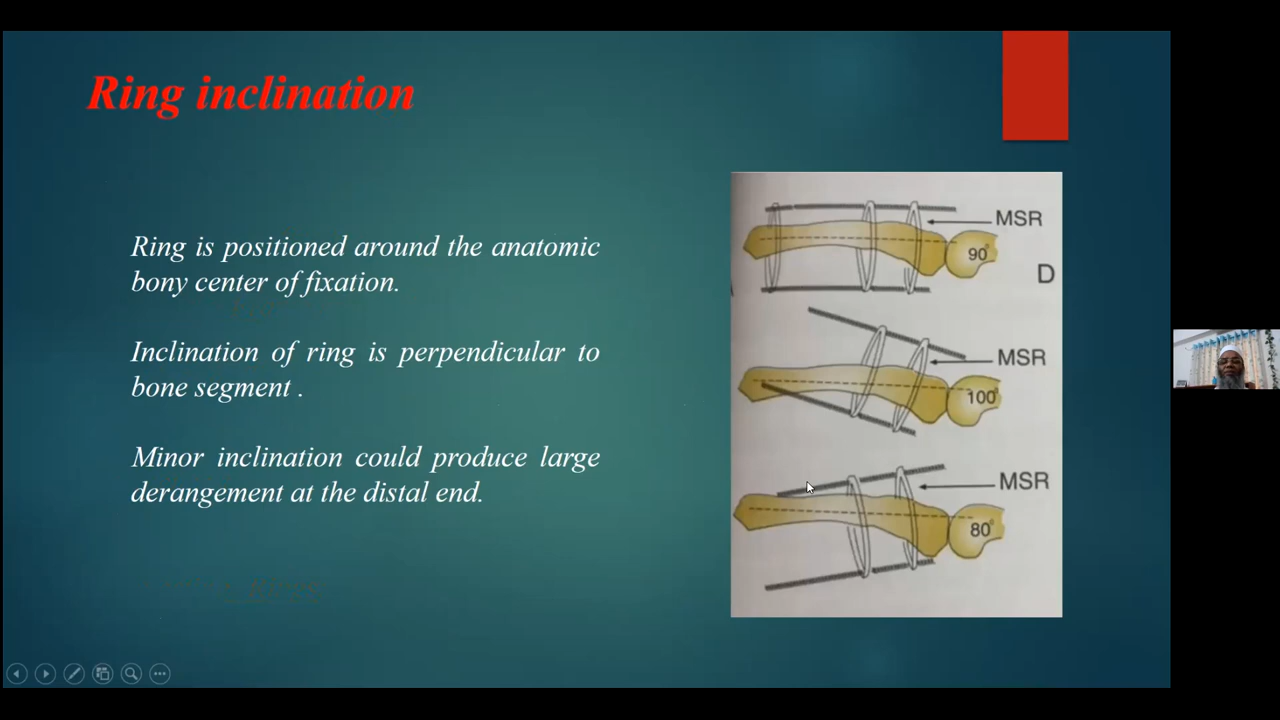 Ring inclination
Ring is positioned around the anatomic
bony center of fixation.
Inclination of ring is perpendicular to
bone segment .
Minor inclination could produce large
derangement at the distal end.
MSR
90°
D
MSR
100°
MSR
80°